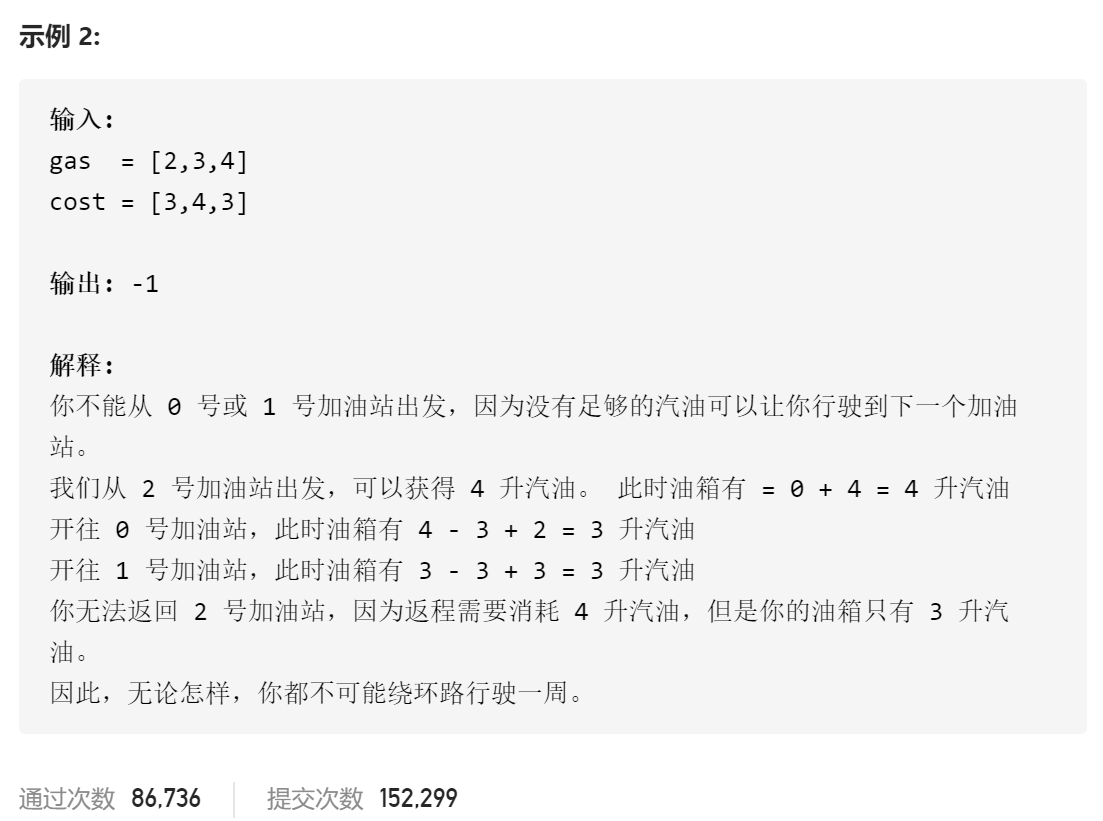 示例 2:
输入:
gas  = [2,3,4]
cost = [3,4,3]
输出: -1
解释:
你不能从 0 号或 1 号加油站出发，因为没有足够的汽油可以让你行驶到下一个加油
站。
我们从 2 号加油站出发，可以获得 4 升汽油。 此时油箱有 = 0 + 4 = 4 升汽油
开往 0 号加油站，此时油箱有 4 - 3 + 2 = 3 升汽油
开往 1 号加油站，此时油箱有 3 - 3 + 3 = 3 升汽油
你无法返回 2 号加油站，因为返程需要消耗 4 升汽油，但是你的油箱只有 3 升汽
油。
因此，无论怎样，你都不可能绕环路行驶一周。
通过次数 86,736 提交次数 152,299